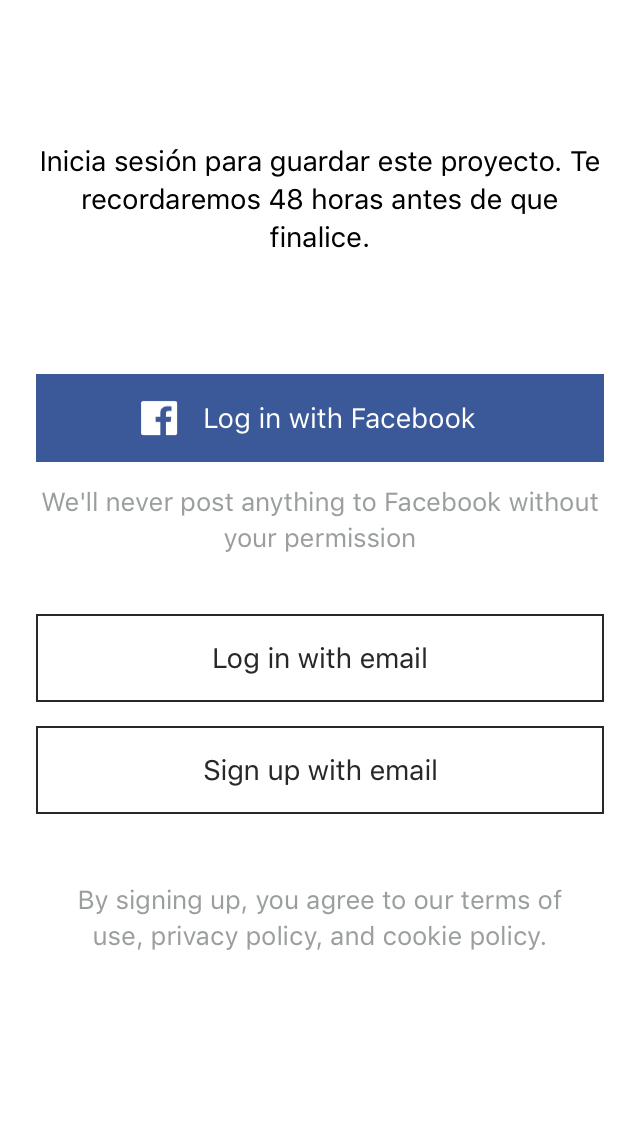 Inicia sesión para guardar este proyecto. Te
recordaremos 48 horas antes de que
finalice.
Log in with Facebook
We'll never post anything to Facebook without
your permission
Log in with email
Sign up with email
By signing up, you agree to our terms of
use, privacy policy, and cookie policy.